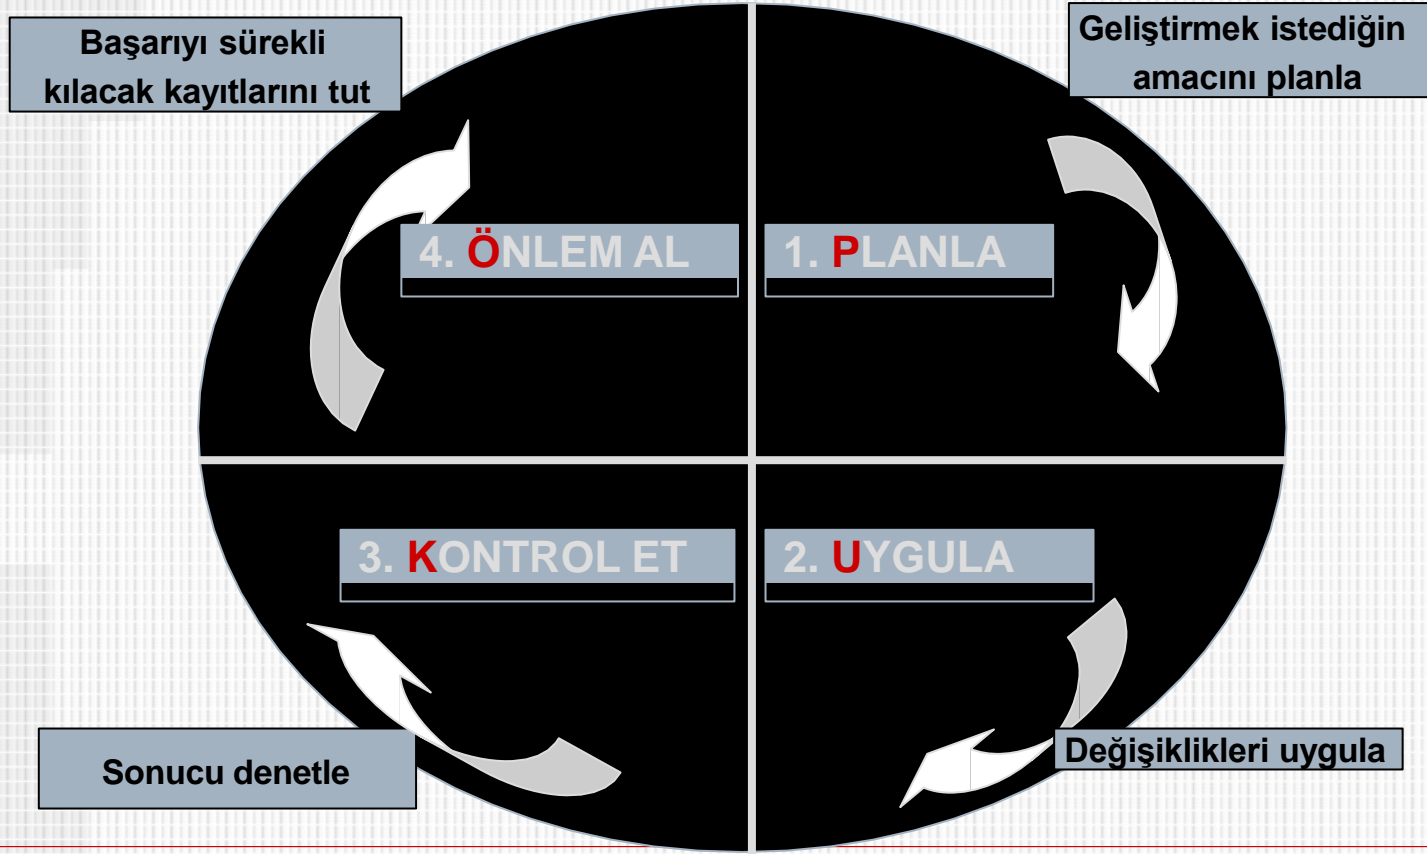 Başarıyı sürekli
kılacak kayıtlarını tut
Geliştirmek istediğin
amacını planla
4. ÖNLEM AL
1. PLANLA
3. KONTROL ET
2. UYGULA
Sonucu denetle
Değişiklikleri uygula